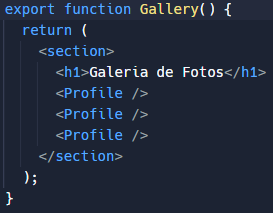 export function Gallery() {
  return (
    <section>
      <h1>Galeria de Fotos</h1>
      <Profile />
      <Profile />
      <Profile />
    </section>
  );
}